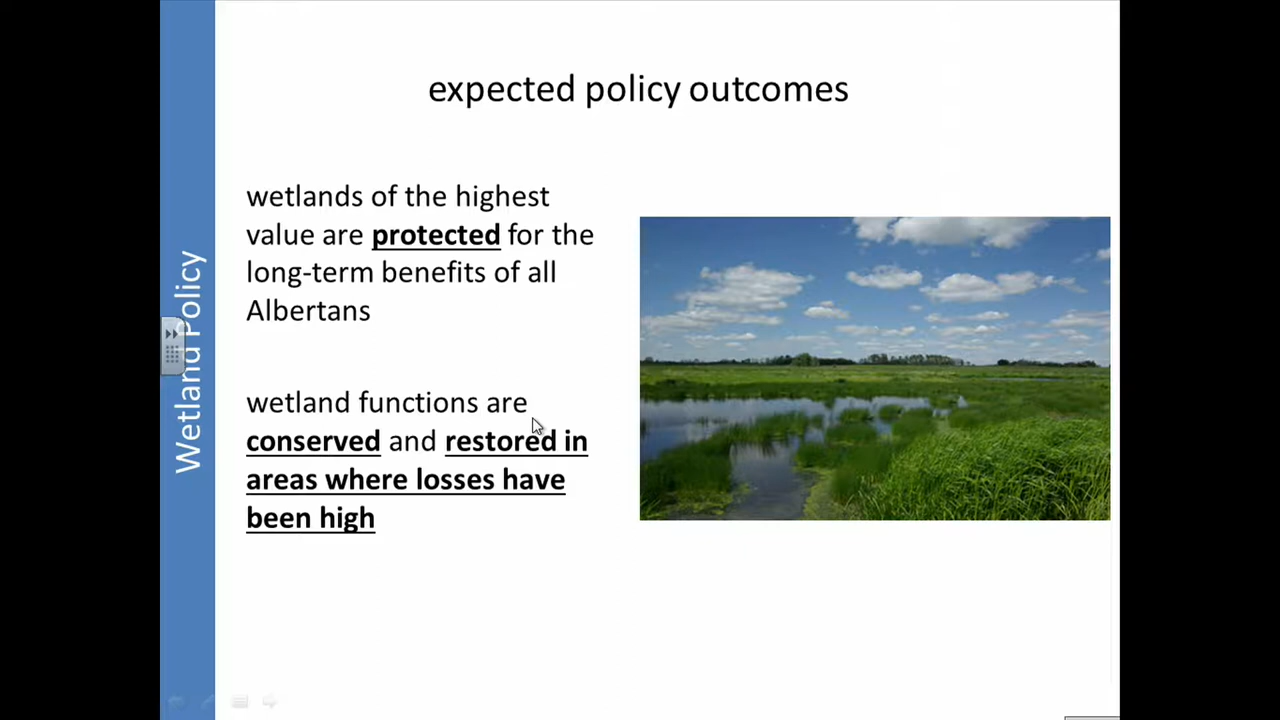 expected policy outcomes
wetlands of the highest
value are protected for the
long-term benefits of all
Albertans
wetland functions are
conserved and restored in
areas where losses have
been high
Wetland Policy